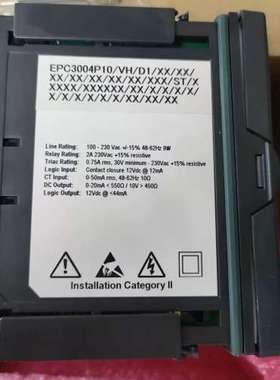 EPC3004P10/VH/D1/XX/XX/
XX/XX/XX/XX/XX/XXX/ST/X
XXXX/XXXXXX/XX/X/X/X/X/
X/X/X/X/X/X/XX/XX/XX
Line Rating: 100 - 230 Vac +/-15% 48-62Hz 9W
Relay Rating: 2A 230Vac +15% resistive
Triac Rating: 0.75A rms, 30V minimum - 230Vac +15% resistive
Logic Input: Contact closure 12Vdc @ 12mA
CT Input: 0-50mA rms, 48-62Hz 10Ω
DC Output: 0-20mA < 550Ω / 10V > 450Ω
Logic Output: 12Vdc @ <44mA
Installation Category II